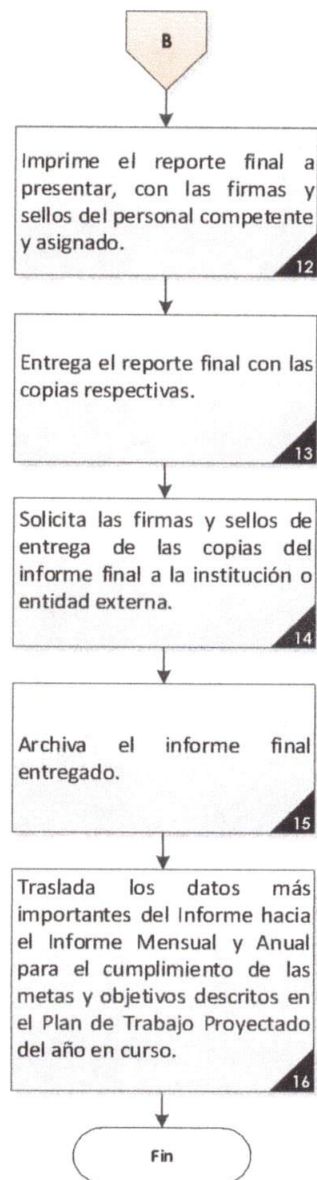 B
Imprime el reporte final a
presentar, con las firmas y
sellos del personal competente
y asignado.
12
Entrega el reporte final con las
copias respectivas.
13
Solicita las firmas y sellos de
entrega de las copias del
informe final a la institución o
entidad externa.
14
Archiva el informe final
entregado.
15
Traslada los datos más
importantes del Informe hacia
el Informe Mensual y Anual
para el cumplimiento de las
metas y objetivos descritos en
el Plan de Trabajo Proyectado
del año en curso.
16
Fin